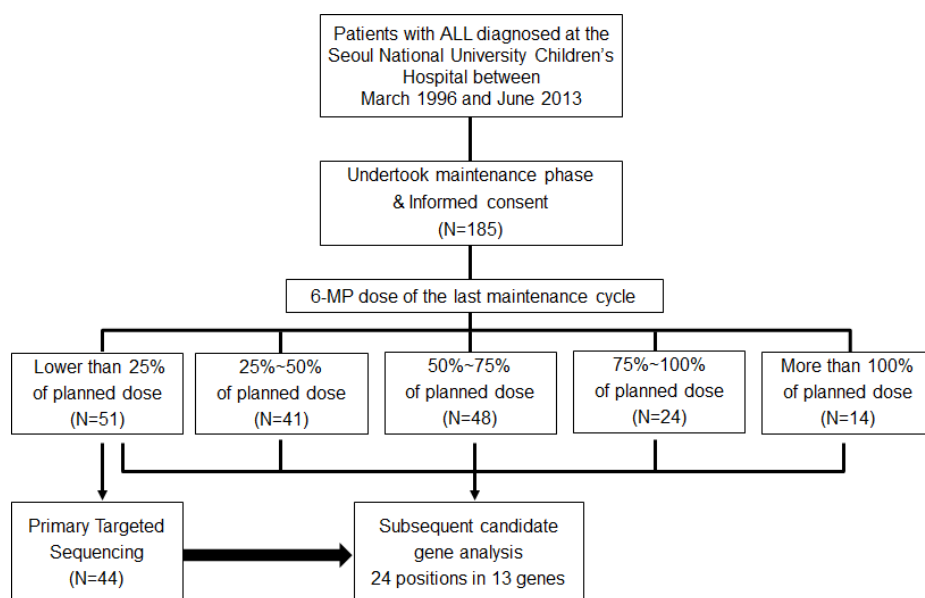 Patients with ALL diagnosed at the
Seoul National University Children's
Hospital between
March 1996 and June 2013
Undertook maintenance phase
& Informed consent
(N=185)
6-MP dose of the last maintenance cycle
Lower than 25%
of planned dose
(N=51)
25%~50%
of planned dose
(N=41)
50%~75%
of planned dose
(N=48)
75%~100%
of planned dose
(N=24)
More than 100%
of planned dose
(N=14)
Primary Targeted
Sequencing
(N=44)
Subsequent candidate
gene analysis
24 positions in 13 genes